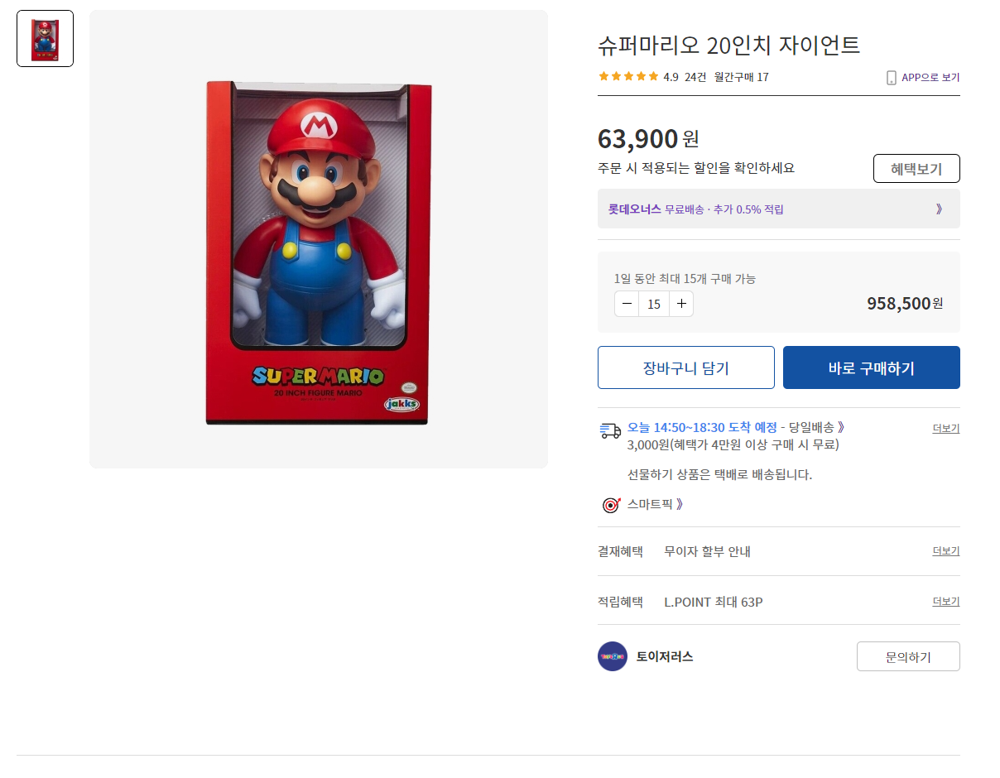 슈퍼마리오 20인치 자이언트
4.9 24건 월간구매 17
APP으로 보기
63,900원
주문 시 적용되는 할인을 확인하세요
혜택보기
롯데오너스 무료배송 · 추가 0.5% 적립 》
1일 동안 최대 15개 구매 가능
− 15 +
958,500원
장바구니 담기
바로 구매하기
오늘 14:50~18:30 도착 예정 - 당일배송 》
더보기
3,000원(혜택가 4만원 이상 구매 시 무료)
선물하기 상품은 택배로 배송됩니다.
스마트픽 》
결재혜택 무이자 할부 안내
더보기
적립혜택 L.POINT 최대 63P
더보기
토이저러스
문의하기
M
SUPER MARIO
20 INCH FIGURE MARIO
jakks